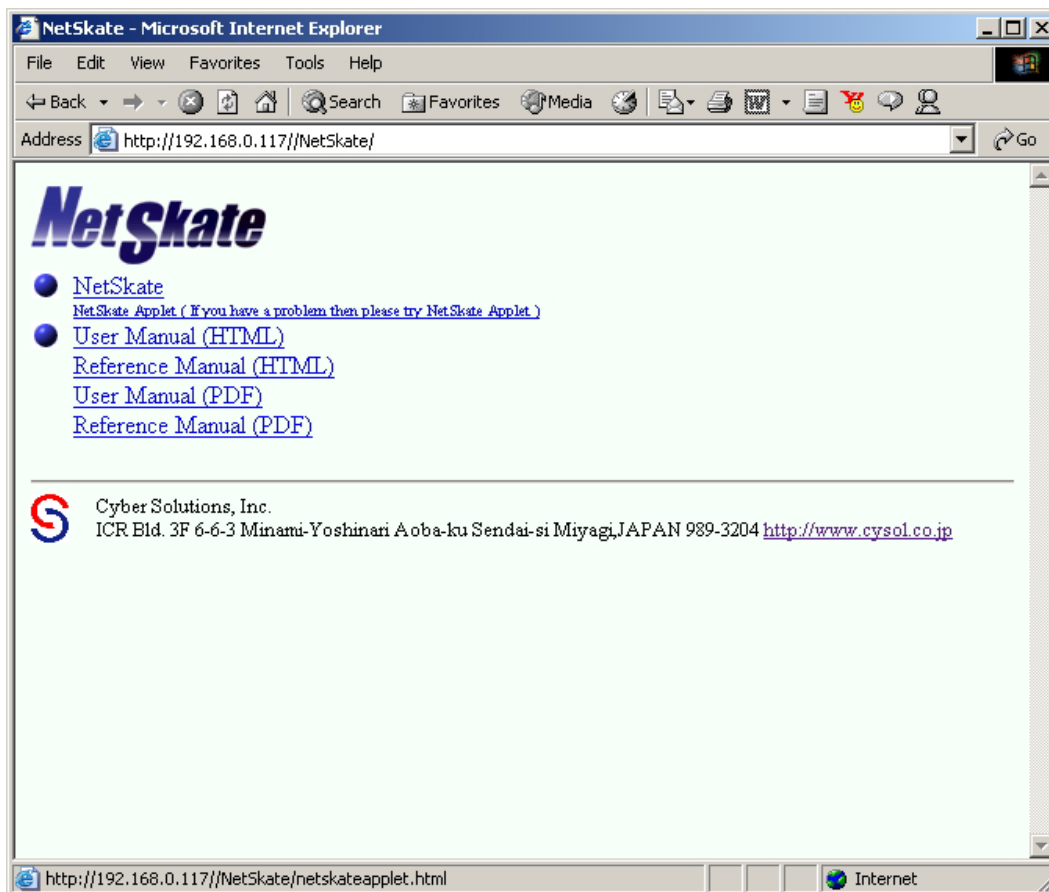 NetSkate - Microsoft Internet Explorer
File Edit View Favorites Tools Help
Back Search Favorites Media
Address http://192.168.0.117//NetSkate/ Go
NetSkate
NetSkate
NetSkate Applet ( If you have a problem then please try NetSkate Applet )
User Manual (HTML)
Reference Manual (HTML)
User Manual (PDF)
Reference Manual (PDF)
Cyber Solutions, Inc.
ICR Bld. 3F 6-6-3 Minami-Yoshinari Aoba-ku Sendai-si Miyagi,JAPAN 989-3204 http://www.cysol.co.jp
http://192.168.0.117//NetSkate/netskateapplet.html Internet